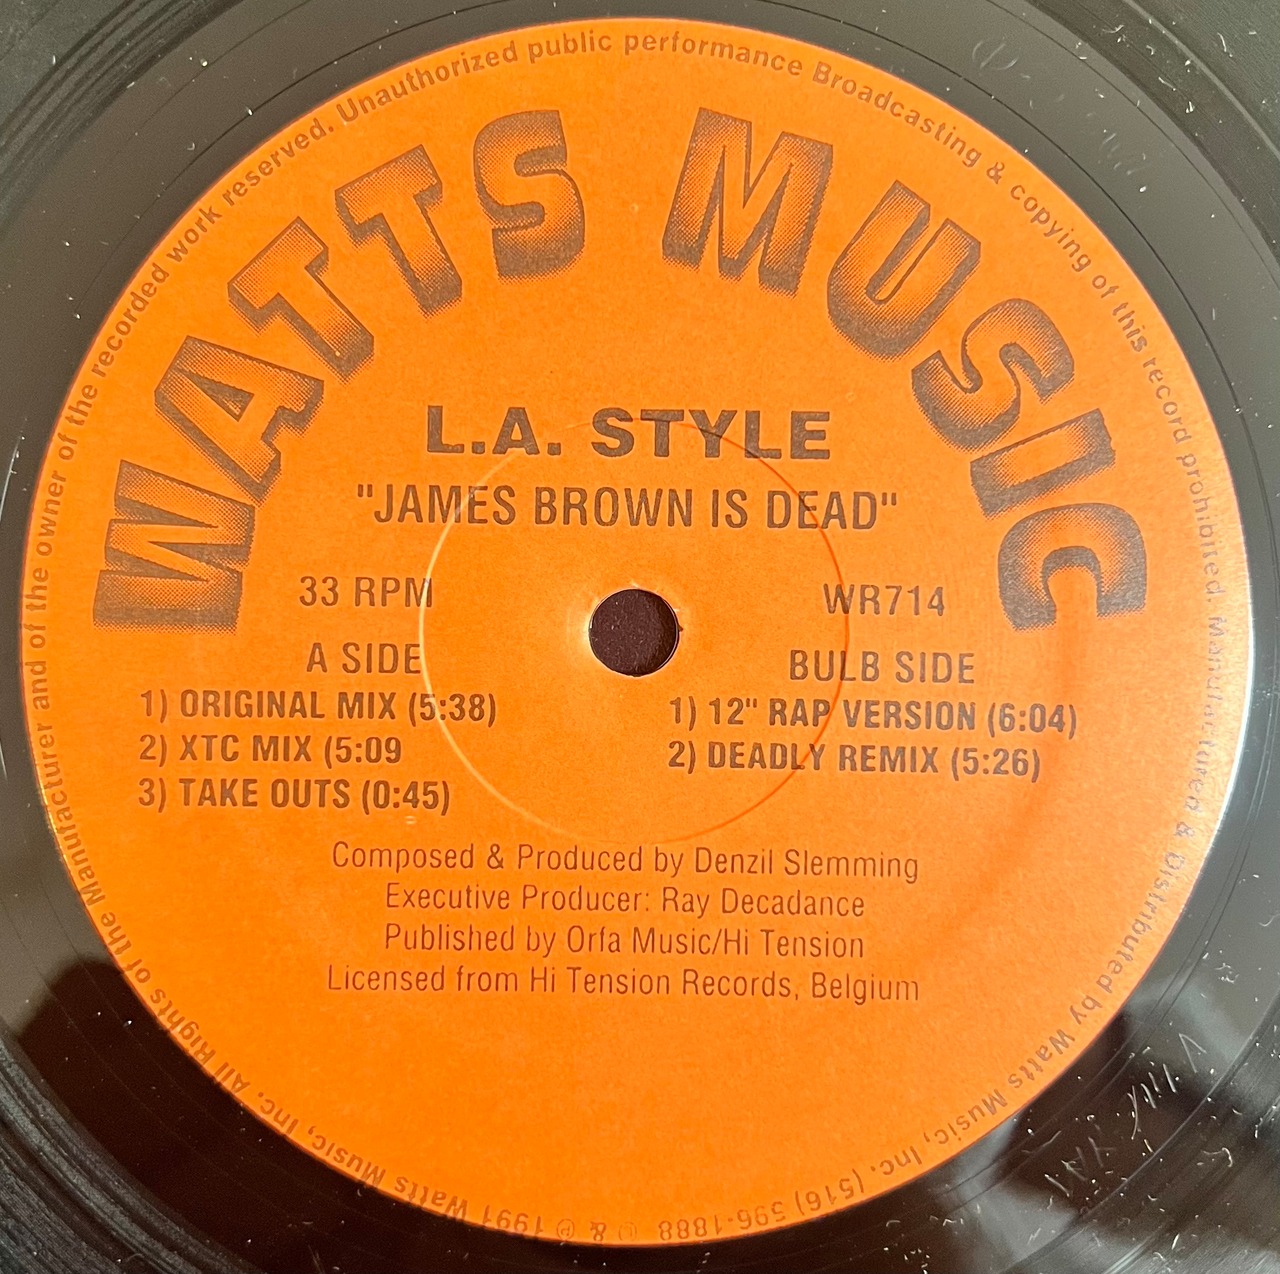 WATTS MUSIC
L.A. STYLE
"JAMES BROWN IS DEAD"
33 RPM
WR714
A SIDE
1) ORIGINAL MIX (5:38)
2) XTC MIX (5:09
3) TAKE OUTS (0:45)
BULB SIDE
1) 12" RAP VERSION (6:04)
2) DEADLY REMIX (5:26)
Composed & Produced by Denzil Slemming
Executive Producer: Ray Decadance
Published by Orfa Music/Hi Tension
Licensed from Hi Tension Records, Belgium
℗ & © 1991 Watts Music, Inc. All Rights of the Manufacturer and of the owner of the recorded work reserved. Unauthorized public performance Broadcasting & copying of this record prohibited. Manufactured & Distributed by Watts Music, Inc. (516) 596-1888